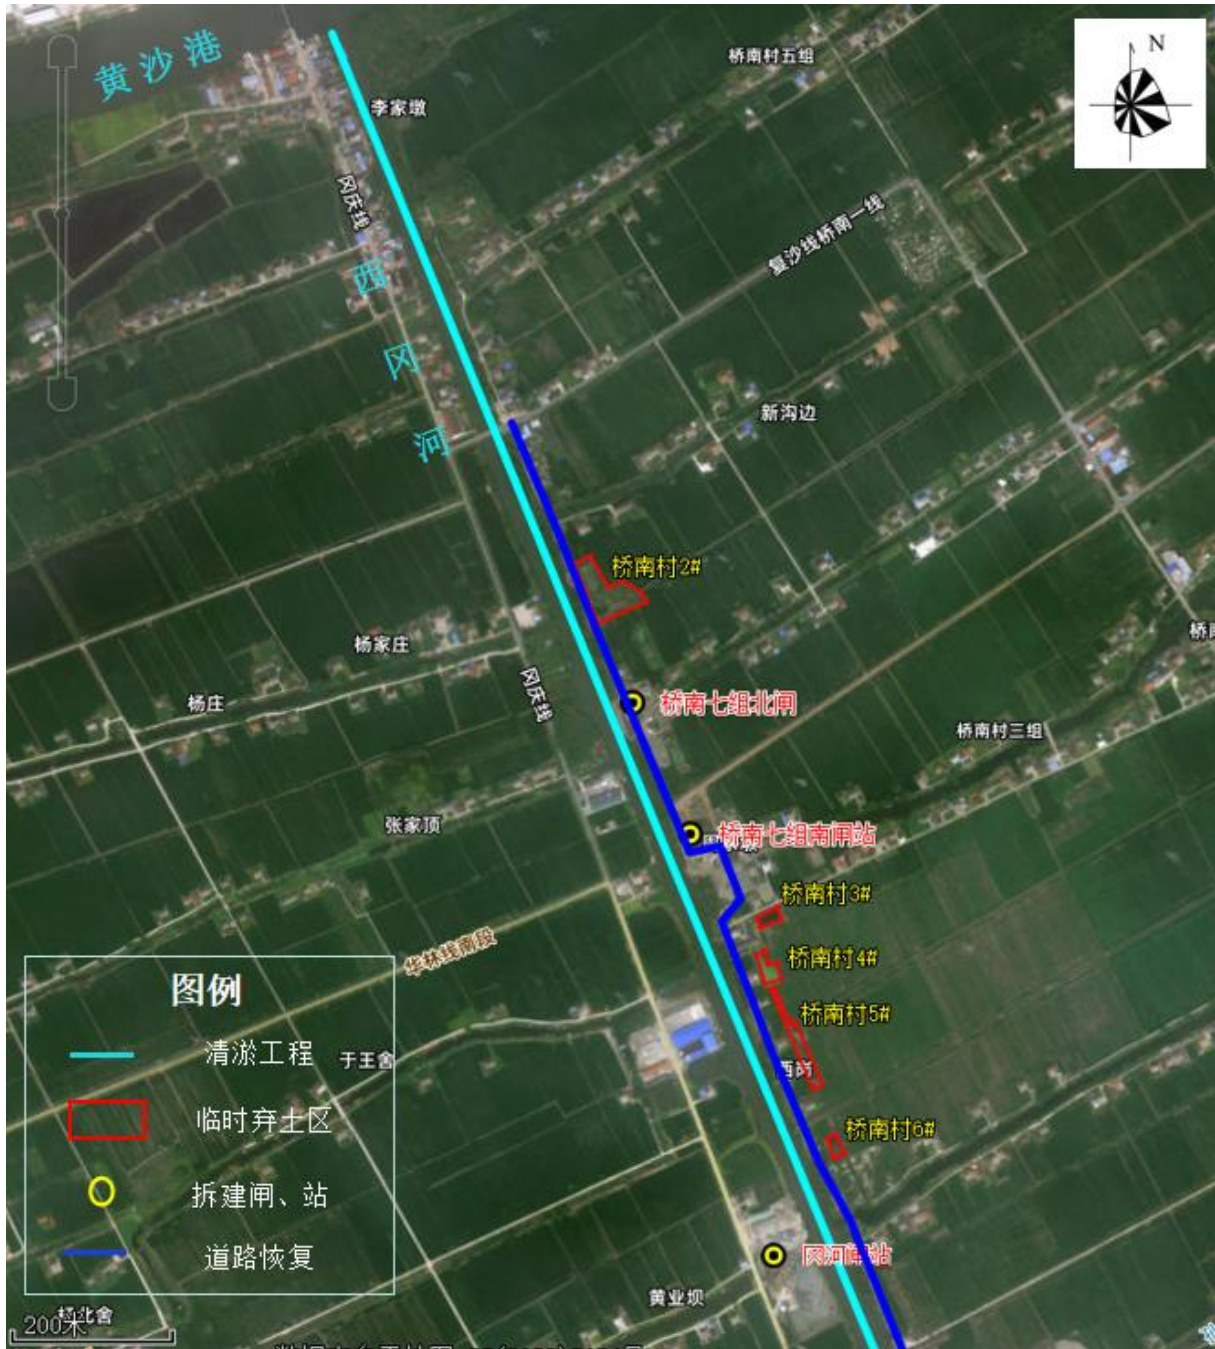 黄沙港
N
桥南村五组
李家墩
冈庆线
复沙线桥南一线
西冈河
新沟边
桥南村2#
杨家庄
杨庄
冈庆线
桥南七组北闸
桥南村三组
张家顶
桥南七组南闸站
桥南村3#
华林线南段
桥南村4#
桥南村5#
西岗
于王舍
桥南村6#
冈河闸站
黄业坝
图例
清淤工程
临时弃土区
拆建闸、站
道路恢复
200米